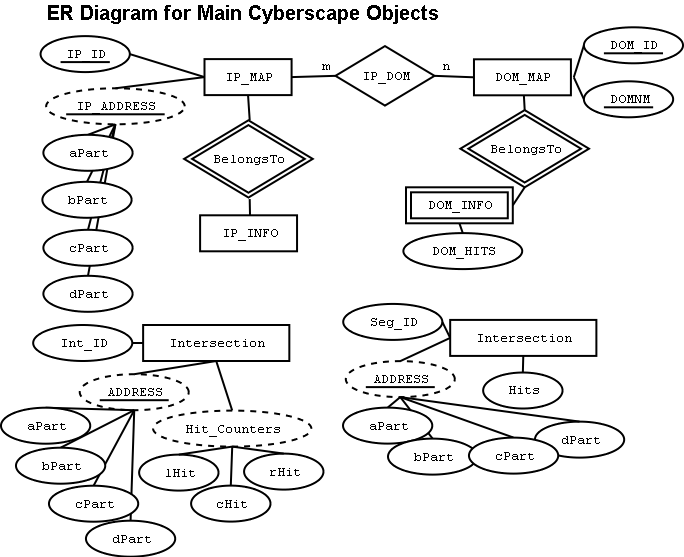 ER Diagram for Main Cyberscape Objects
IP_ID
IP_MAP
m
IP_DOM
n
DOM_MAP
DOM_ID
DOMNM
IP_ADDRESS
aPart
bPart
cPart
dPart
BelongsTo
IP_INFO
BelongsTo
DOM_INFO
DOM_HITS
Int_ID
Intersection
ADDRESS
aPart
bPart
cPart
dPart
Hit_Counters
lHit
cHit
rHit
Seg_ID
Intersection
ADDRESS
Hits
aPart
bPart
cPart
dPart